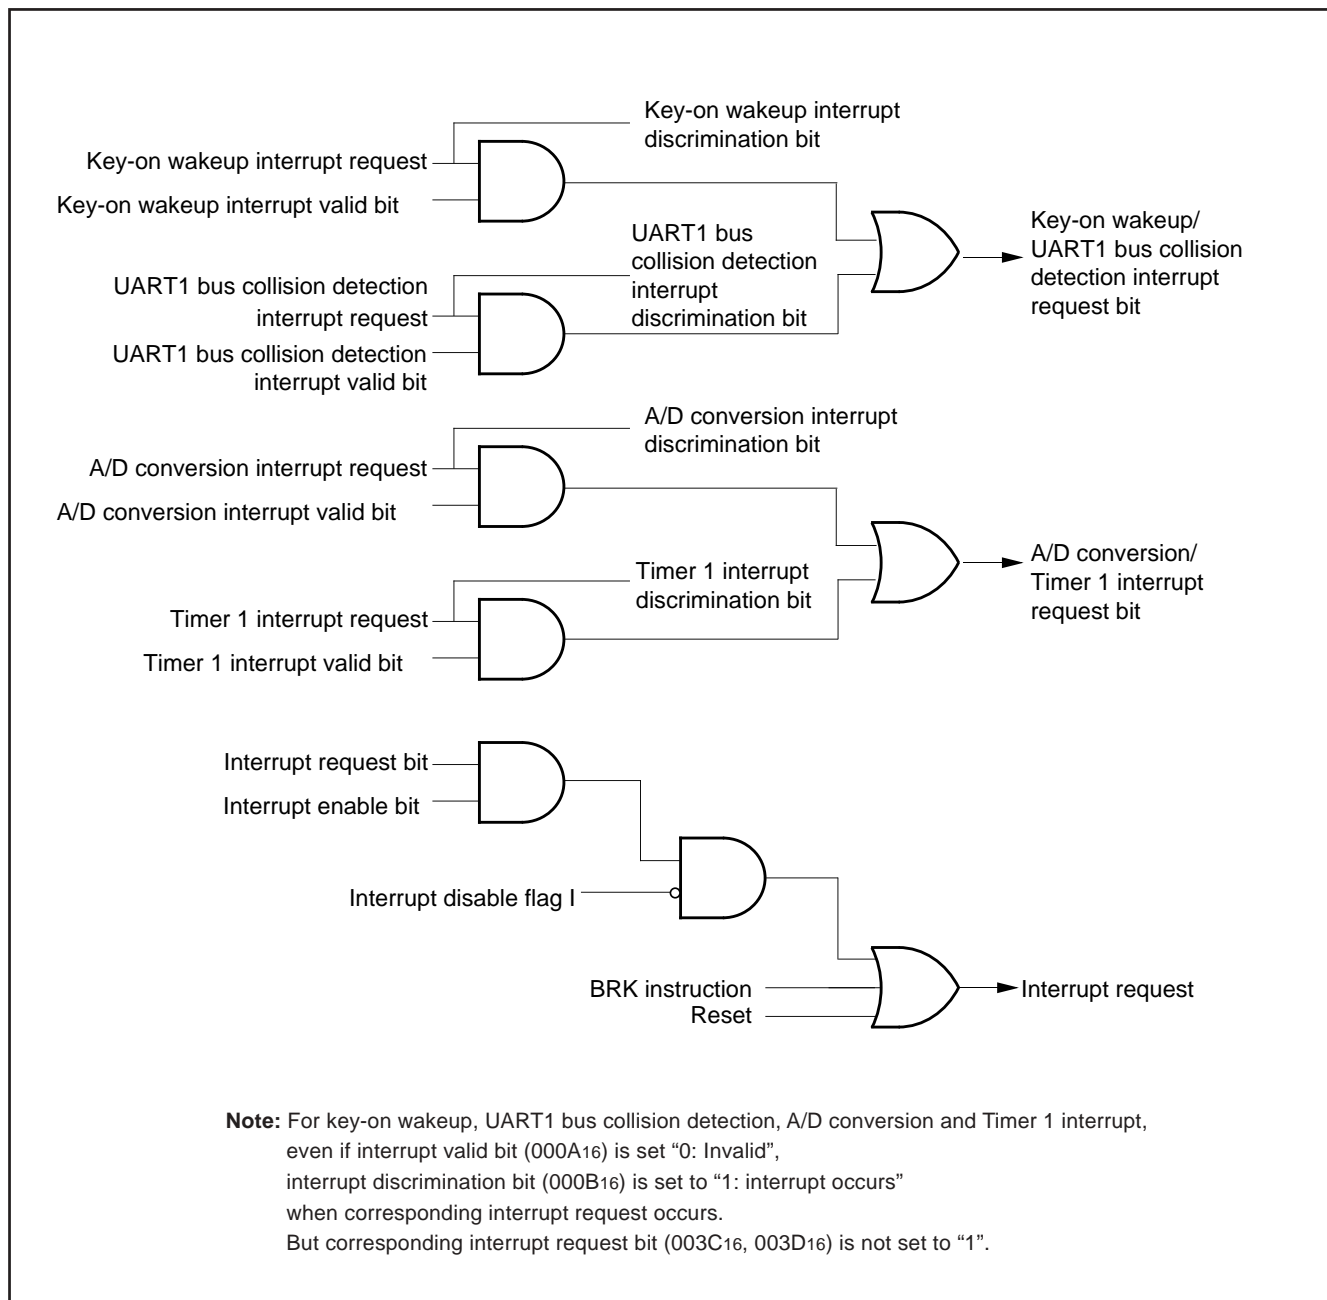 Key-on wakeup interrupt
discrimination bit
Key-on wakeup interrupt request
Key-on wakeup interrupt valid bit
UART1 bus
collision detection
interrupt
discrimination bit
UART1 bus collision detection
interrupt request
UART1 bus collision detection
interrupt valid bit
Key-on wakeup/
UART1 bus collision
detection interrupt
request bit
A/D conversion interrupt
discrimination bit
A/D conversion interrupt request
A/D conversion interrupt valid bit
Timer 1 interrupt
discrimination bit
Timer 1 interrupt request
Timer 1 interrupt valid bit
A/D conversion/
Timer 1 interrupt
request bit
Interrupt request bit
Interrupt enable bit
Interrupt disable flag I
BRK instruction
Reset
Interrupt request
Note: For key-on wakeup, UART1 bus collision detection, A/D conversion and Timer 1 interrupt,
even if interrupt valid bit (000A16) is set “0: Invalid”,
interrupt discrimination bit (000B16) is set to “1: interrupt occurs”
when corresponding interrupt request occurs.
But corresponding interrupt request bit (003C16, 003D16) is not set to “1”.